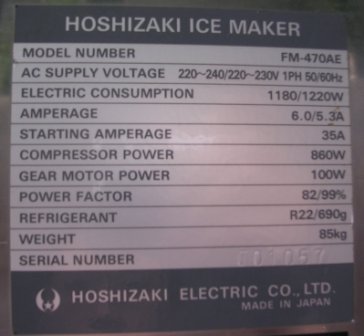 HOSHIZAKI ICE MAKER
MODEL NUMBER FM-470AE
AC SUPPLY VOLTAGE 220~240/220~230V 1PH 50/60Hz
ELECTRIC CONSUMPTION 1180/1220W
AMPERAGE 6.0/5.3A
STARTING AMPERAGE 35A
COMPRESSOR POWER 860W
GEAR MOTOR POWER 100W
POWER FACTOR 82/99%
REFRIGERANT R22/690g
WEIGHT 85kg
SERIAL NUMBER
HOSHIZAKI ELECTRIC CO., LTD.
MADE IN JAPAN